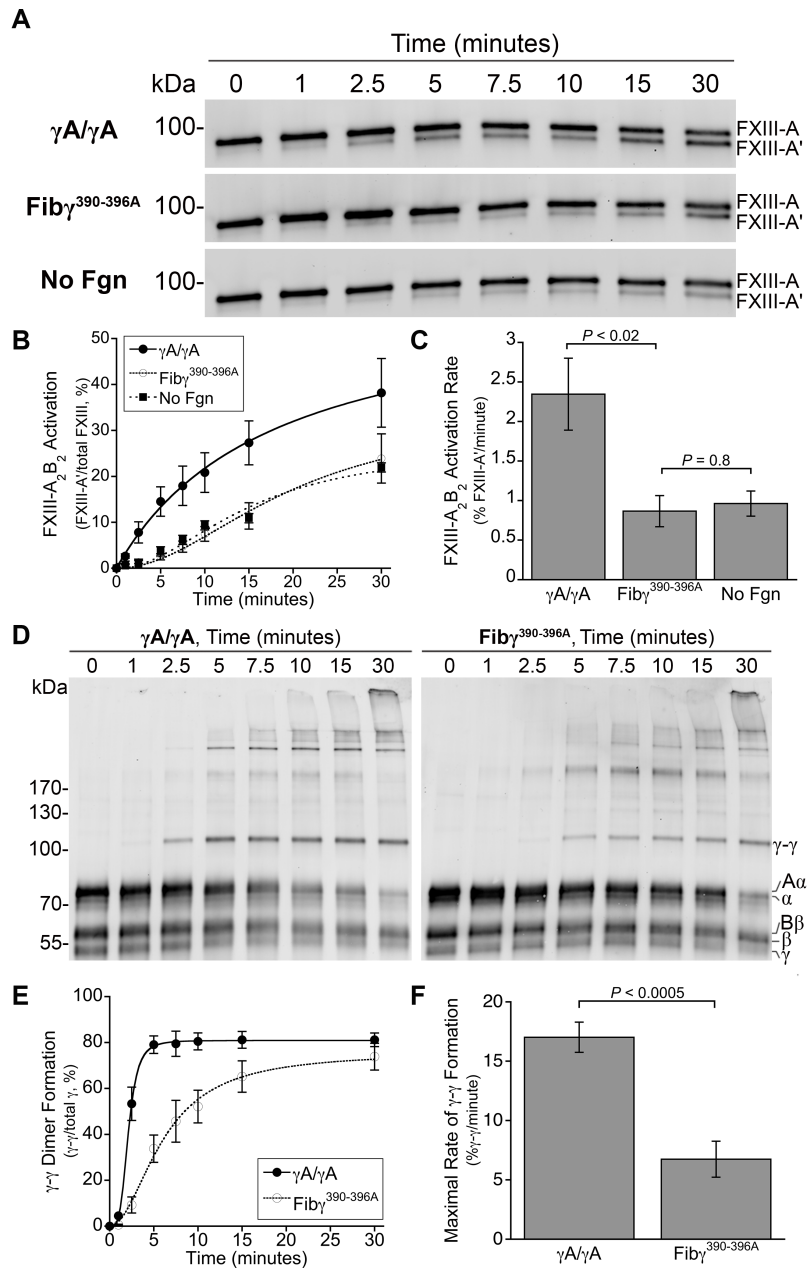 A
Time (minutes)
kDa 0 1 2.5 5 7.5 10 15 30
γA/γA 100- FXIII-A
FXIII-A'
Fibγ390-396A 100- FXIII-A
FXIII-A'
No Fgn 100- FXIII-A
FXIII-A'
B
FXIII-A2B2 Activation
(FXIII-A'/total FXIII, %)
50
40
30
20
10
0
γA/γA
Fibγ390-396A
No Fgn
0 5 10 15 20 25 30
Time (minutes)
C
FXIII-A2B2 Activation Rate
(% FXIII-A'/minute)
3
2.5
2
1.5
1
0.5
0
P < 0.02
P = 0.8
γA/γA Fibγ390-396A No Fgn
D
γA/γA, Time (minutes) Fibγ390-396A, Time (minutes)
0 1 2.5 5 7.5 10 15 30 0 1 2.5 5 7.5 10 15 30
kDa
170-
130-
100-
70-
55-
γ-γ
Aα
α
Bβ
β
γ
E
γ-γ Dimer Formation
(γ-γ/total γ, %)
100
80
60
40
20
0
γA/γA
Fibγ390-396A
0 5 10 15 20 25 30
Time (minutes)
F
Maximal Rate of γ-γ Formation
(%γ-γ/minute)
20
15
10
5
0
P < 0.0005
γA/γA Fibγ390-396A